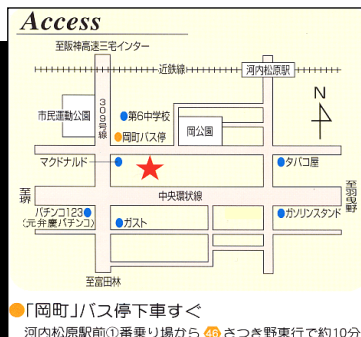 Access
至阪神高速三宅インター
近鉄線
河内松原駅
N
市民運動公園
309号線
第6中学校
岡町バス停
岡公園
マクドナルド
タバコ屋
至堺
中央環状線
至羽曳野
パチンコ123
(元弁慶パチンコ)
ガスト
ガソリンスタンド
至富田林
「岡町」バス停下車すぐ
河内松原駅前①番乗り場から 46 さつき野東行で約10分